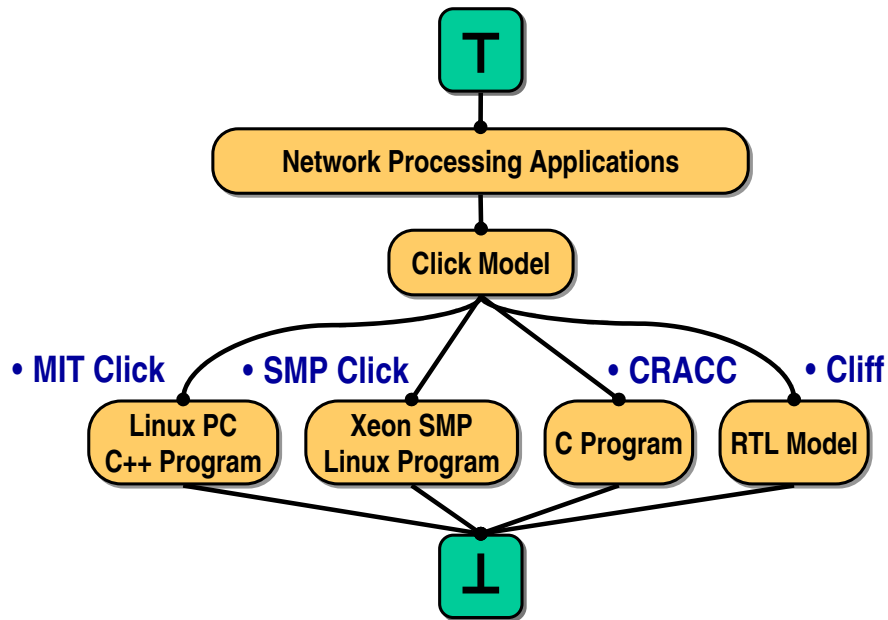 ⊤
Network Processing Applications
Click Model
• MIT Click
• SMP Click
• CRACC
• Cliff
Linux PC
C++ Program
Xeon SMP
Linux Program
C Program
RTL Model
⊥